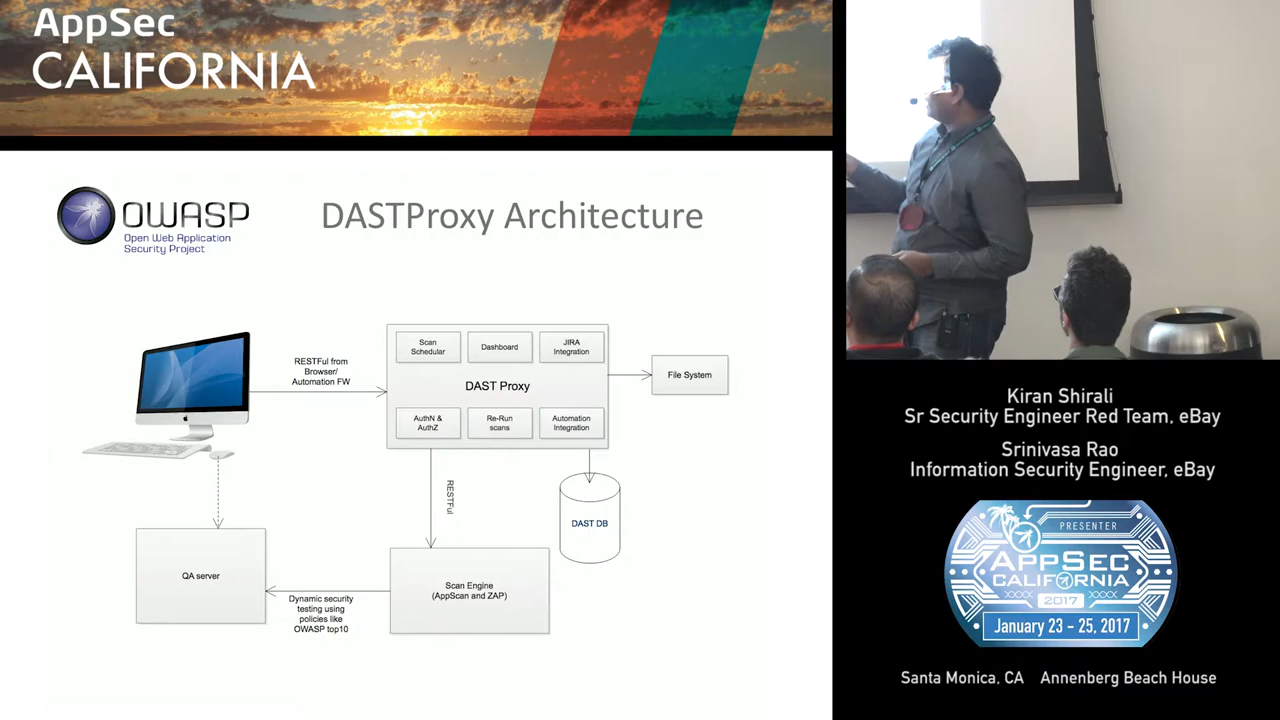 AppSec
CALIFORNIA
OWASP
Open Web Application
Security Project
DASTProxy Architecture
RESTFul from
Browser/
Automation FW
Scan
Schedular
Dashboard
JIRA
Integration
DAST Proxy
AuthN &
AuthZ
Re-Run
scans
Automation
Integration
File System
RESTFul
DAST DB
QA server
Dynamic security
testing using
policies like
OWASP top10
Scan Engine
(AppScan and ZAP)
Kiran Shirali
Sr Security Engineer Red Team, eBay
Srinivasa Rao
Information Security Engineer, eBay
PRESENTER
APPSEC
CALIFORNIA
2017
January 23 - 25, 2017
Santa Monica, CA Annenberg Beach House